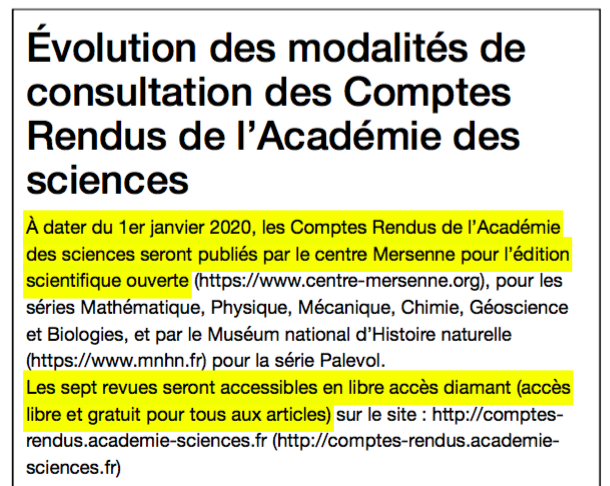 Évolution des modalités de
consultation des Comptes
Rendus de l’Académie des
sciences
À dater du 1er janvier 2020, les Comptes Rendus de l’Académie
des sciences seront publiés par le centre Mersenne pour l’édition
scientifique ouverte (https://www.centre-mersenne.org), pour les
séries Mathématique, Physique, Mécanique, Chimie, Géoscience
et Biologies, et par le Muséum national d’Histoire naturelle
(https://www.mnhn.fr) pour la série Palevol.
Les sept revues seront accessibles en libre accès diamant (accès
libre et gratuit pour tous aux articles) sur le site : http://comptes-
rendus.academie-sciences.fr (http://comptes-rendus.academie-
sciences.fr)